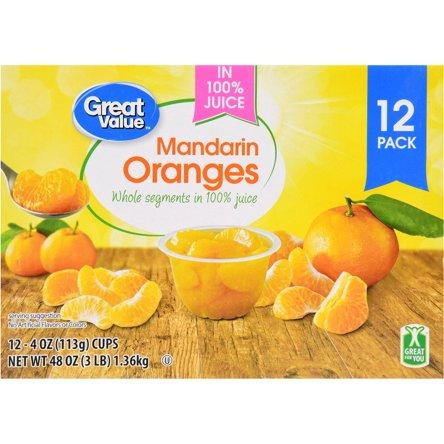 IN
100%
JUICE
Great
Value™
12
PACK
Mandarin
Oranges
Whole segments in 100% juice
serving suggestion
No Artificial Flavors or Colors
12 - 4 OZ (113g) CUPS
NET WT 48 OZ (3 LB) 1.36kg
U
GREAT
FOR YOU